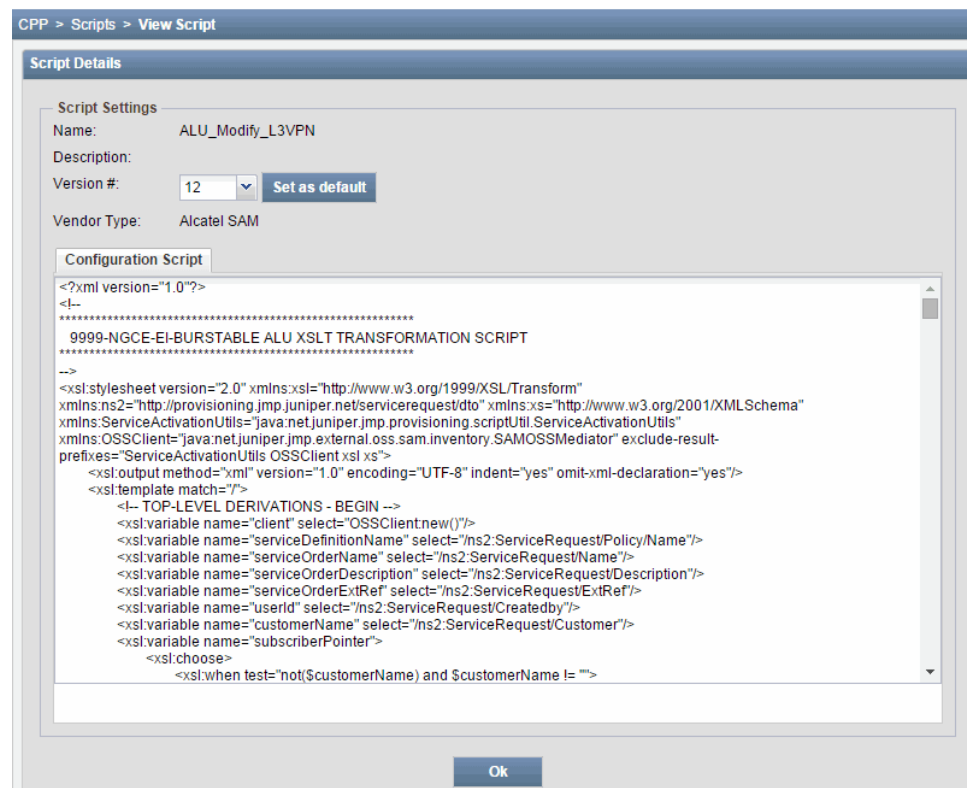 CPP > Scripts > View Script
Script Details
Script Settings
Name: ALU_Modify_L3VPN
Description:
Version #: 12 Set as default
Vendor Type: Alcatel SAM
Configuration Script
<?xml version="1.0"?>
<!--
***********************************************************
9999-NGCE-EI-BURSTABLE ALU XSLT TRANSFORMATION SCRIPT
***********************************************************
-->
<xsl:stylesheet version="2.0" xmlns:xsl="http://www.w3.org/1999/XSL/Transform"
xmlns:ns2="http://provisioning.jmp.juniper.net/servicerequest/dto" xmlns:xs="http://www.w3.org/2001/XMLSchema"
xmlns:ServiceActivationUtils="java:net.juniper.jmp.provisioning.scriptUtil.ServiceActivationUtils"
xmlns:OSSClient="java:net.juniper.jmp.external.oss.sam.inventory.SAMOSSMediator" exclude-result-
prefixes="ServiceActivationUtils OSSClient xsl xs">
<xsl:output method="xml" version="1.0" encoding="UTF-8" indent="yes" omit-xml-declaration="yes"/>
<xsl:template match="/">
<!-- TOP-LEVEL DERIVATIONS - BEGIN -->
<xsl:variable name="client" select="OSSClient:new()"/>
<xsl:variable name="serviceDefinitionName" select="/ns2:ServiceRequest/Policy/Name"/>
<xsl:variable name="serviceOrderName" select="/ns2:ServiceRequest/Name"/>
<xsl:variable name="serviceOrderDescription" select="/ns2:ServiceRequest/Description"/>
<xsl:variable name="serviceOrderExtRef" select="/ns2:ServiceRequest/ExtRef"/>
<xsl:variable name="userId" select="/ns2:ServiceRequest/Createdby"/>
<xsl:variable name="customerName" select="/ns2:ServiceRequest/Customer"/>
<xsl:variable name="subscriberPointer">
<xsl:choose>
<xsl:when test="not($customerName) and $customerName != ''">
Ok